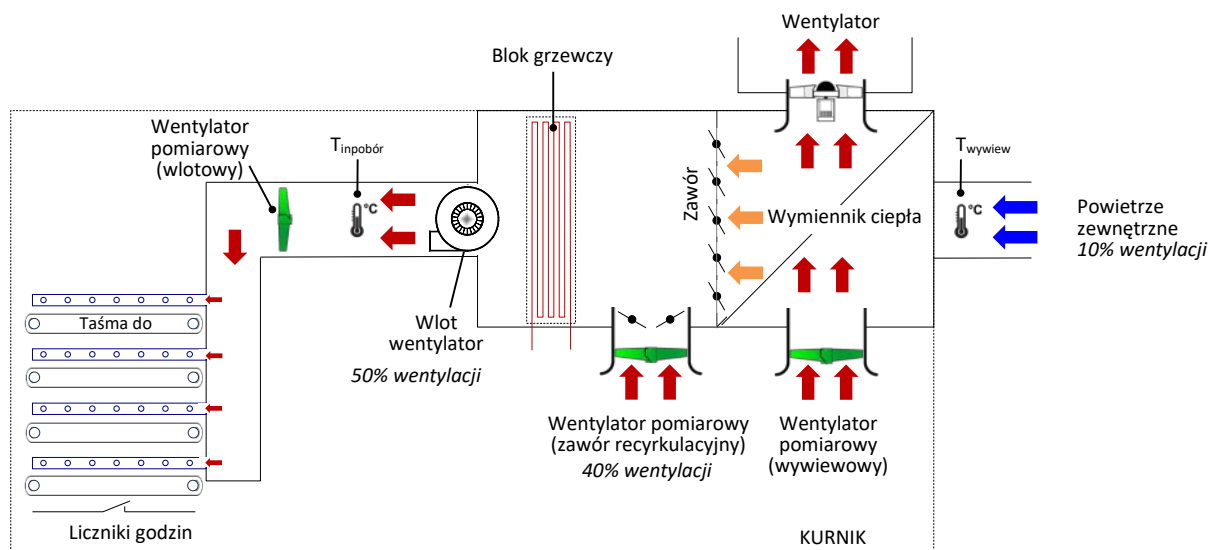 Wentylator
Blok grzewczy
Wentylator
pomiarowy
(wlotowy)
Tinpobór
°C
Zawór
Wymiennik ciepła
Twywiew
°C
Powietrze
zewnętrzne
10% wentylacji
Taśma do
Wlot
wentylator
50% wentylacji
Wentylator pomiarowy
(zawór recyrkulacyjny)
40% wentylacji
Wentylator
pomiarowy
(wywiewowy)
Liczniki godzin
KURNIK